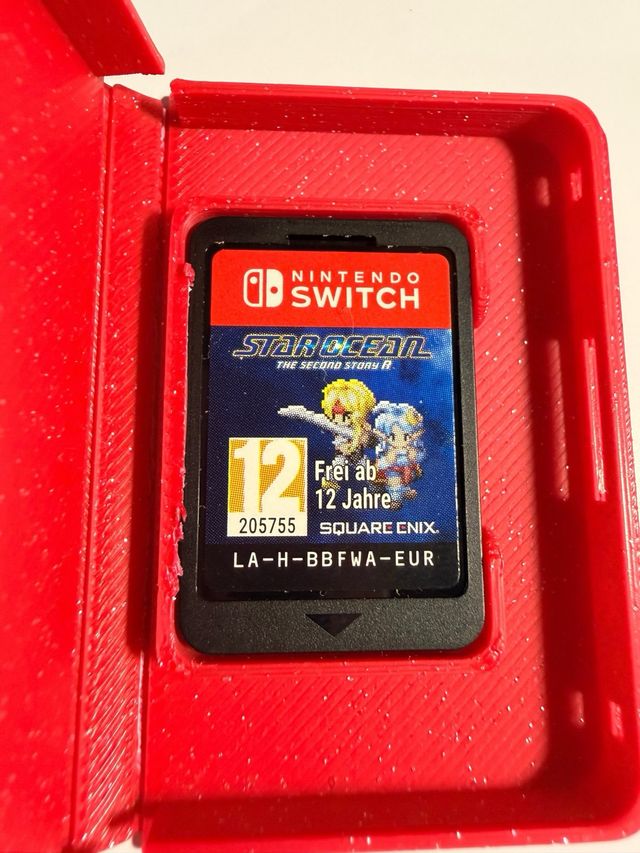 NINTENDO
SWITCH
STAR OCEAN
THE SECOND STORY R
12
205755
Frei ab
12 Jahre
SQUARE ENIX.
LA-H-BBFWA-EUR